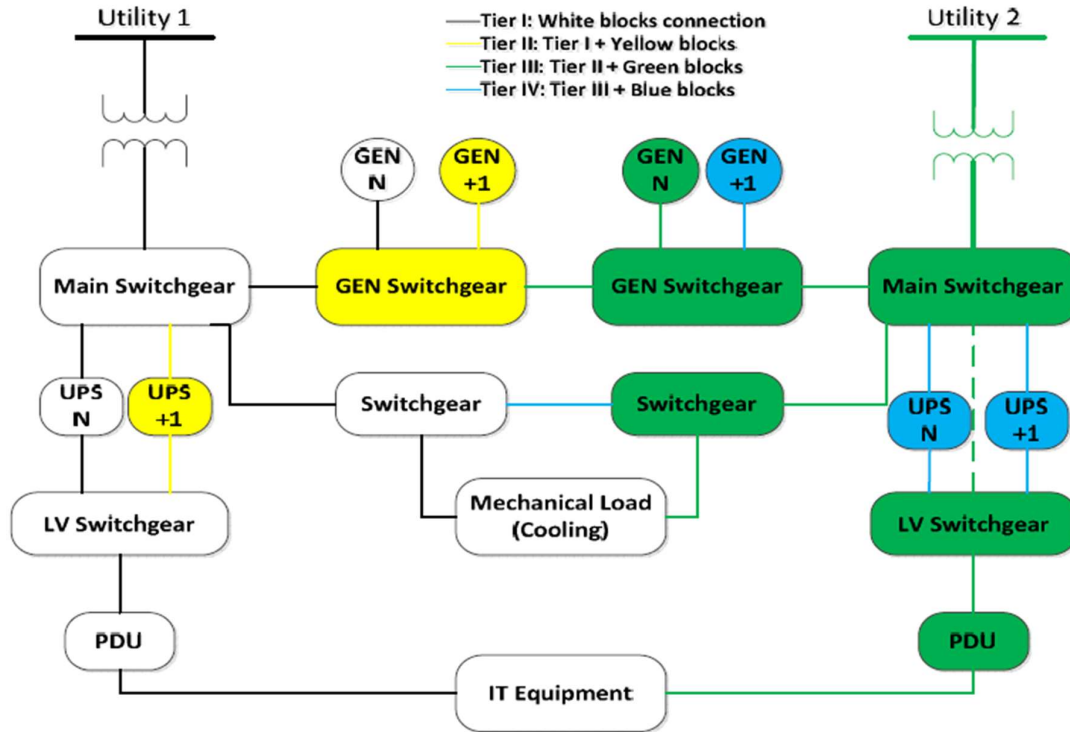 Utility 1
Utility 2
Tier I: White blocks connection
Tier II: Tier I + Yellow blocks
Tier III: Tier II + Green blocks
Tier IV: Tier III + Blue blocks
GEN
N
GEN
+1
GEN
N
GEN
+1
Main Switchgear
GEN Switchgear
GEN Switchgear
Main Switchgear
UPS
N
UPS
+1
Switchgear
Switchgear
UPS
N
UPS
+1
LV Switchgear
Mechanical Load
(Cooling)
LV Switchgear
PDU
PDU
IT Equipment